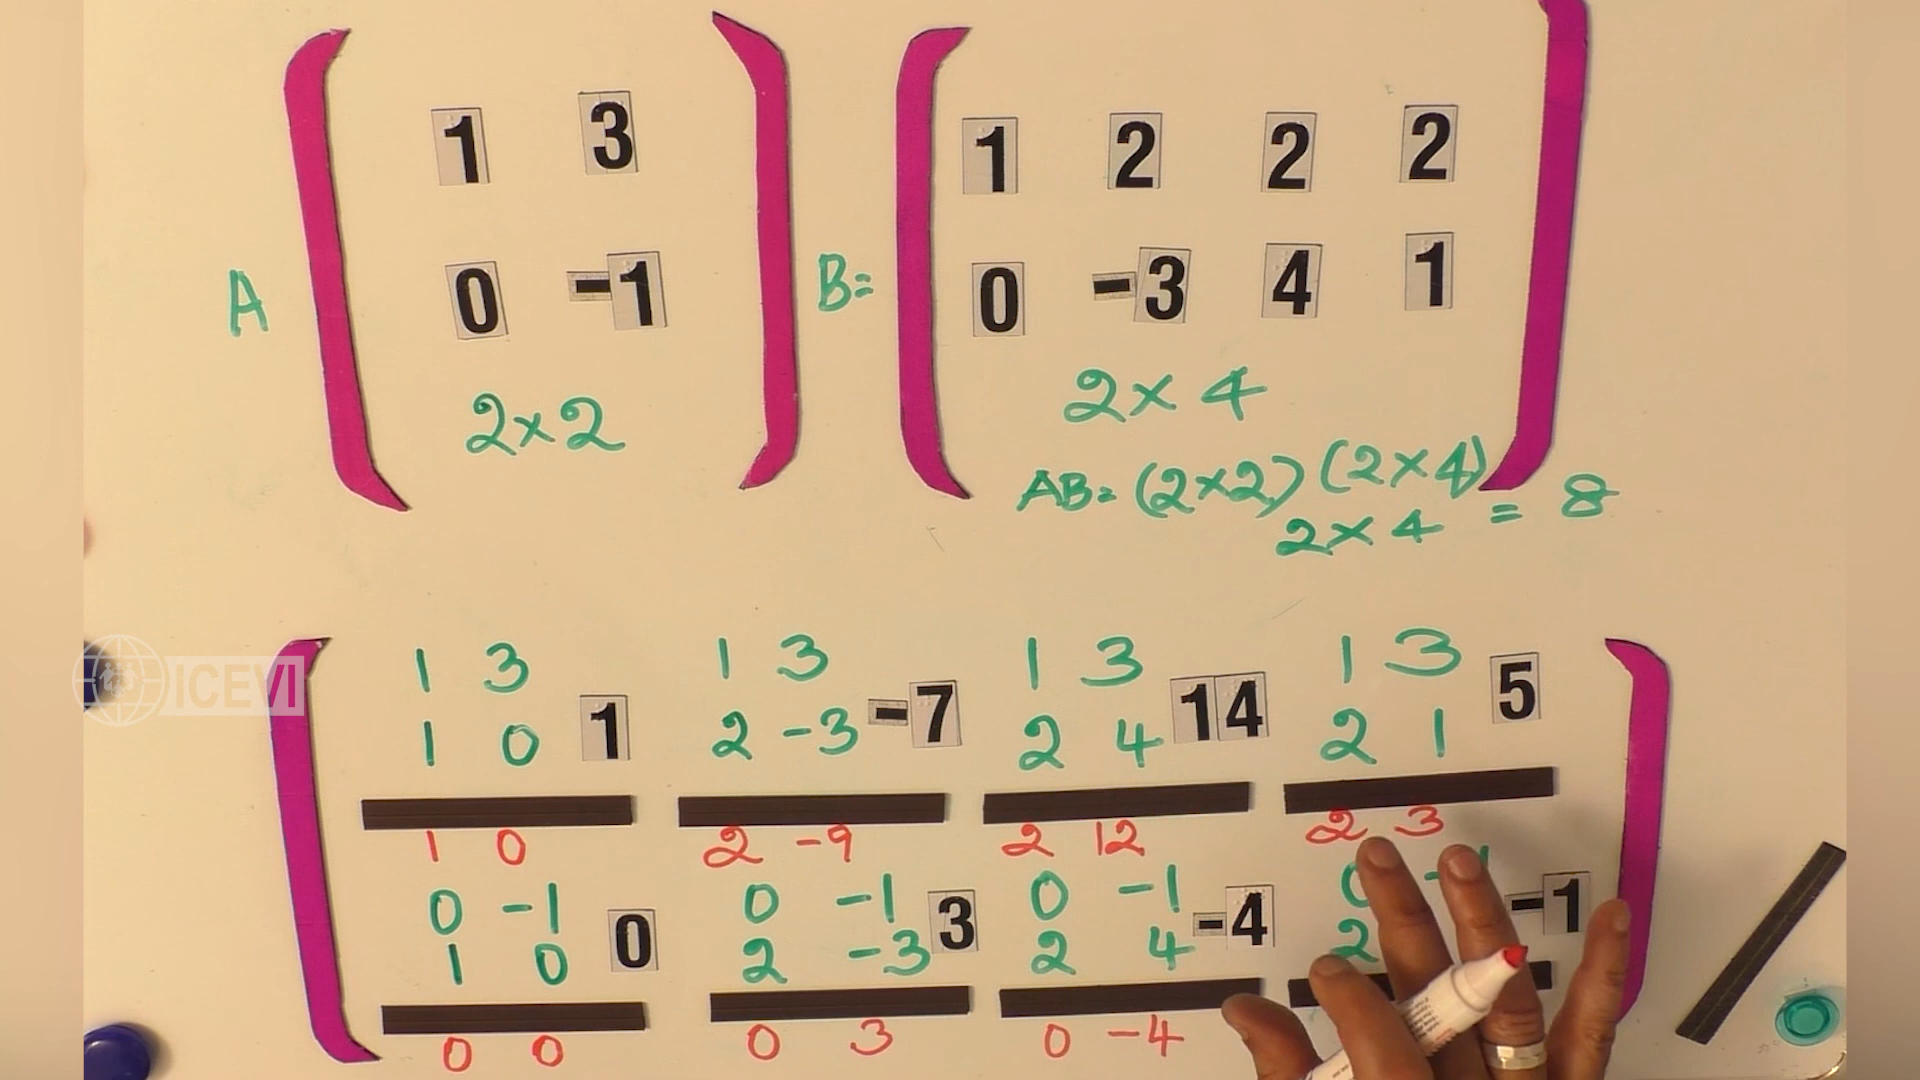 1 3 1 2 2 2
A 0 -1 B= 0 -3 4 1
2×2 2×4
AB= (2×2) (2×4)
2×4 = 8
1 3 1 3 1 3 1 3
1 0 1 2 -3 -7 2 4 14 2 1 5
1 0 2 -9 2 12 2 3
0 -1 0 -1 0 -1 0
1 0 0 2 -3 3 2 4 -4 2 -1
0 0 0 3 0 -4
ICEVI